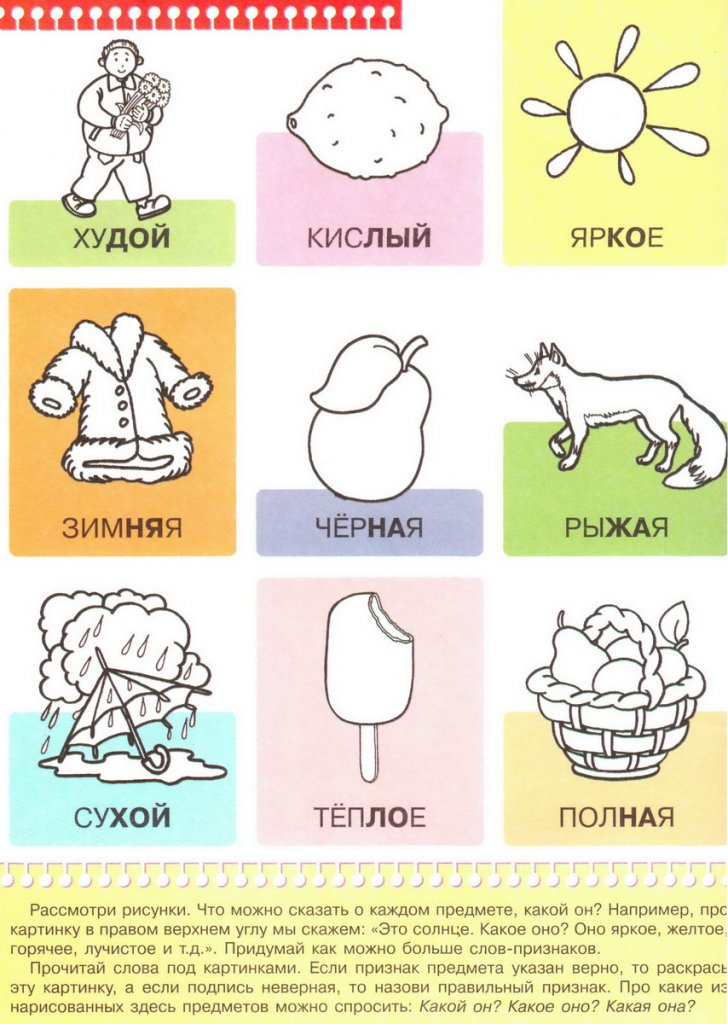 ХУДОЙ
КИСЛЫЙ
ЯРКОЕ
ЗИМНЯЯ
ЧЁРНАЯ
РЫЖАЯ
СУХОЙ
ТЁПЛОЕ
ПОЛНАЯ
Рассмотри рисунки. Что можно сказать о каждом предмете, какой он? Например, про
картинку в правом верхнем углу мы скажем: «Это солнце. Какое оно? Оно яркое, желтое,
горячее, лучистое и т.д.». Придумай как можно больше слов-признаков.
Прочитай слова под картинками. Если признак предмета указан верно, то раскрась
эту картинку, а если подпись неверная, то назови правильный признак. Про какие из
нарисованных здесь предметов можно спросить: Какой он? Какое оно? Какая она?